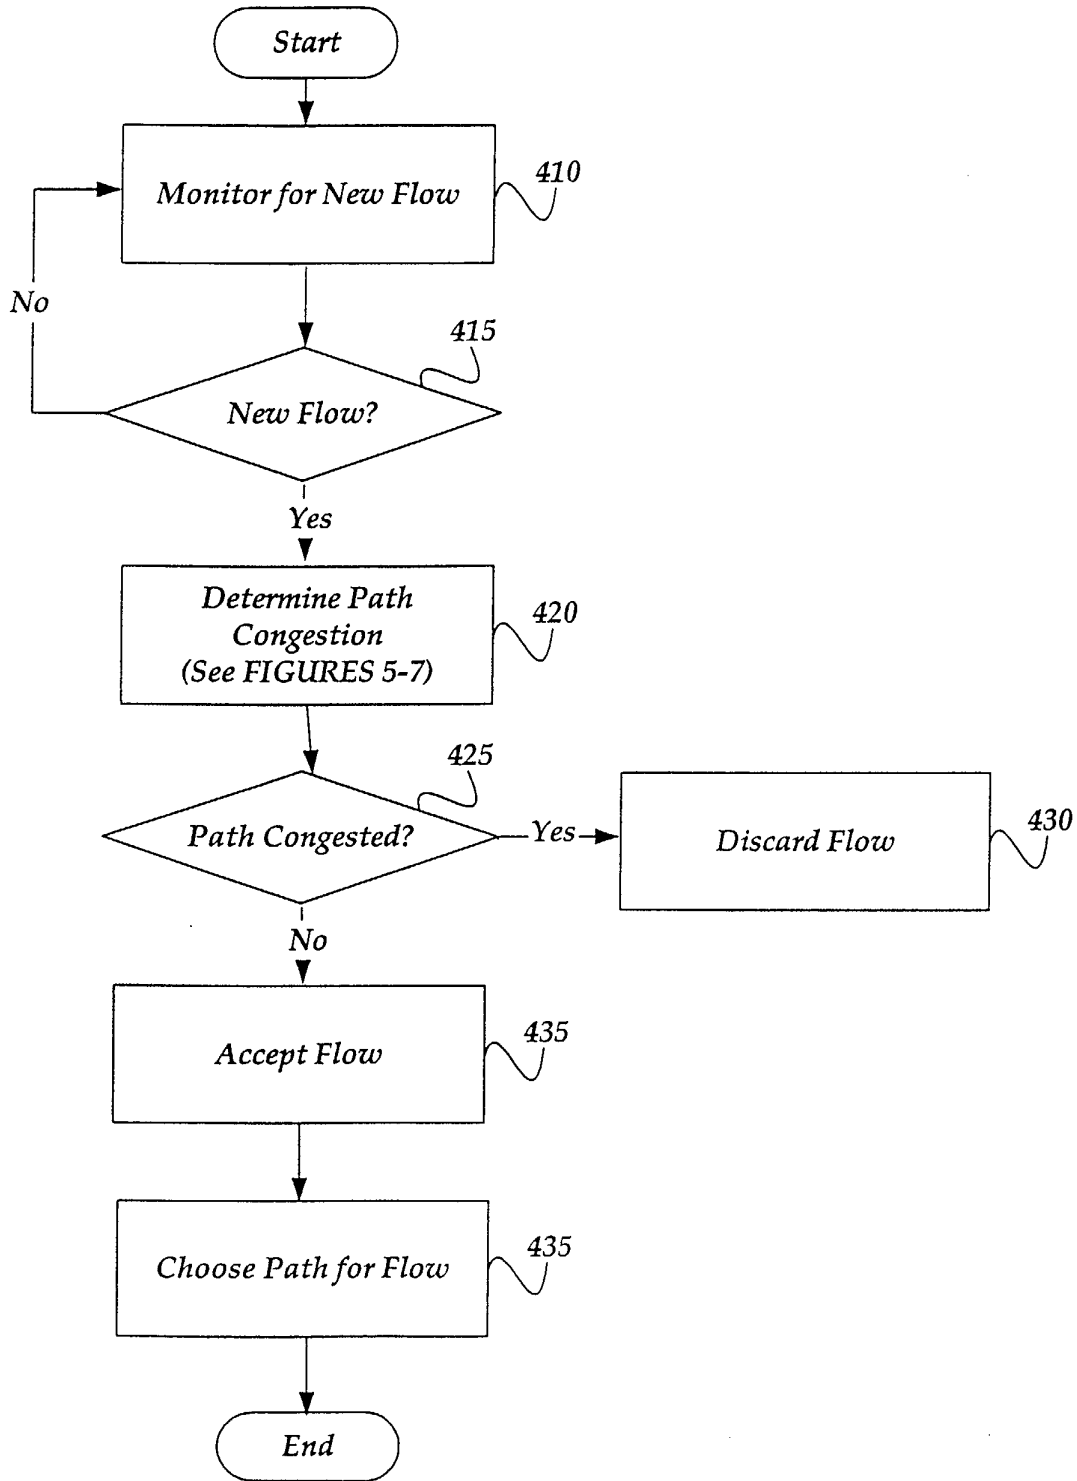 Start
Monitor for New Flow
410
No
415
New Flow?
Yes
Determine Path
Congestion
(See FIGURES 5-7)
420
425
Path Congested?
Yes
Discard Flow
430
No
Accept Flow
435
Choose Path for Flow
435
End